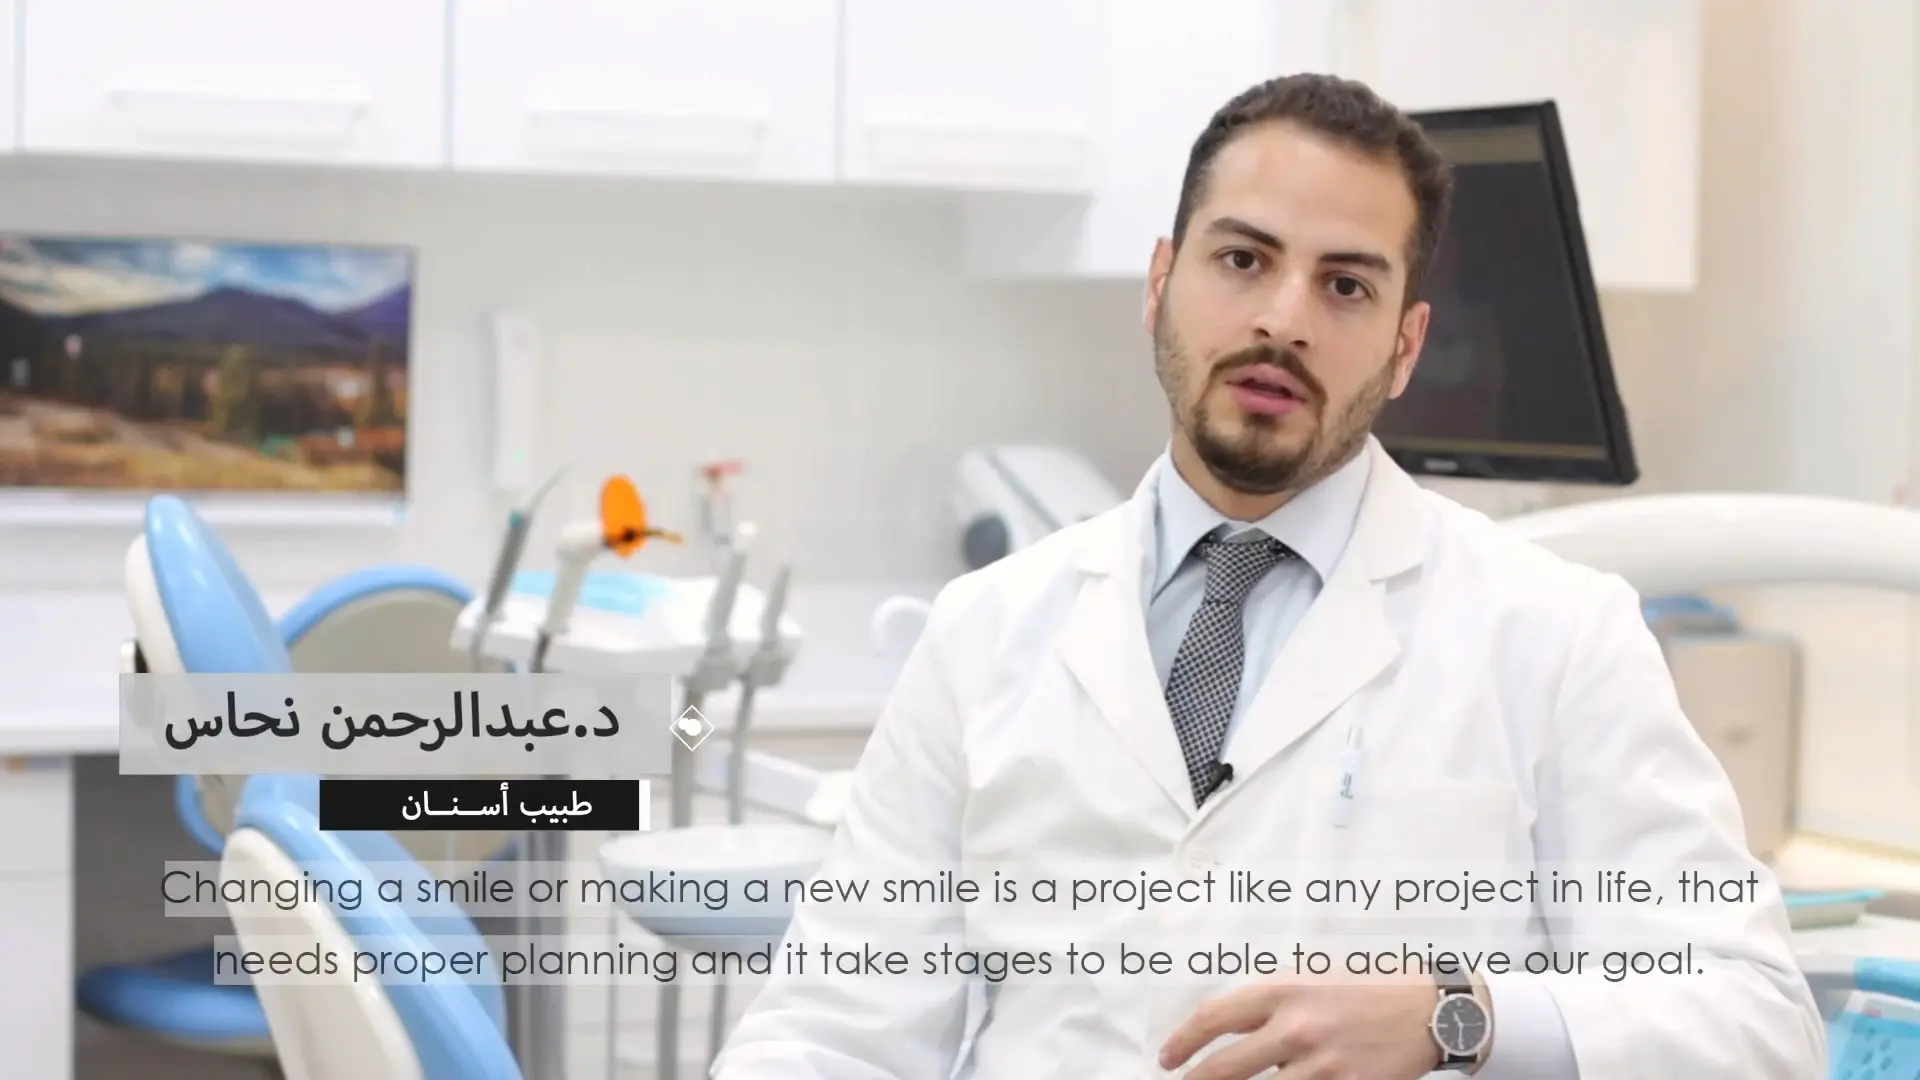 د.عبدالرحمن نحاس
طبيب أســنــان
Changing a smile or making a new smile is a project like any project in life, that
needs proper planning and it take stages to be able to achieve our goal.